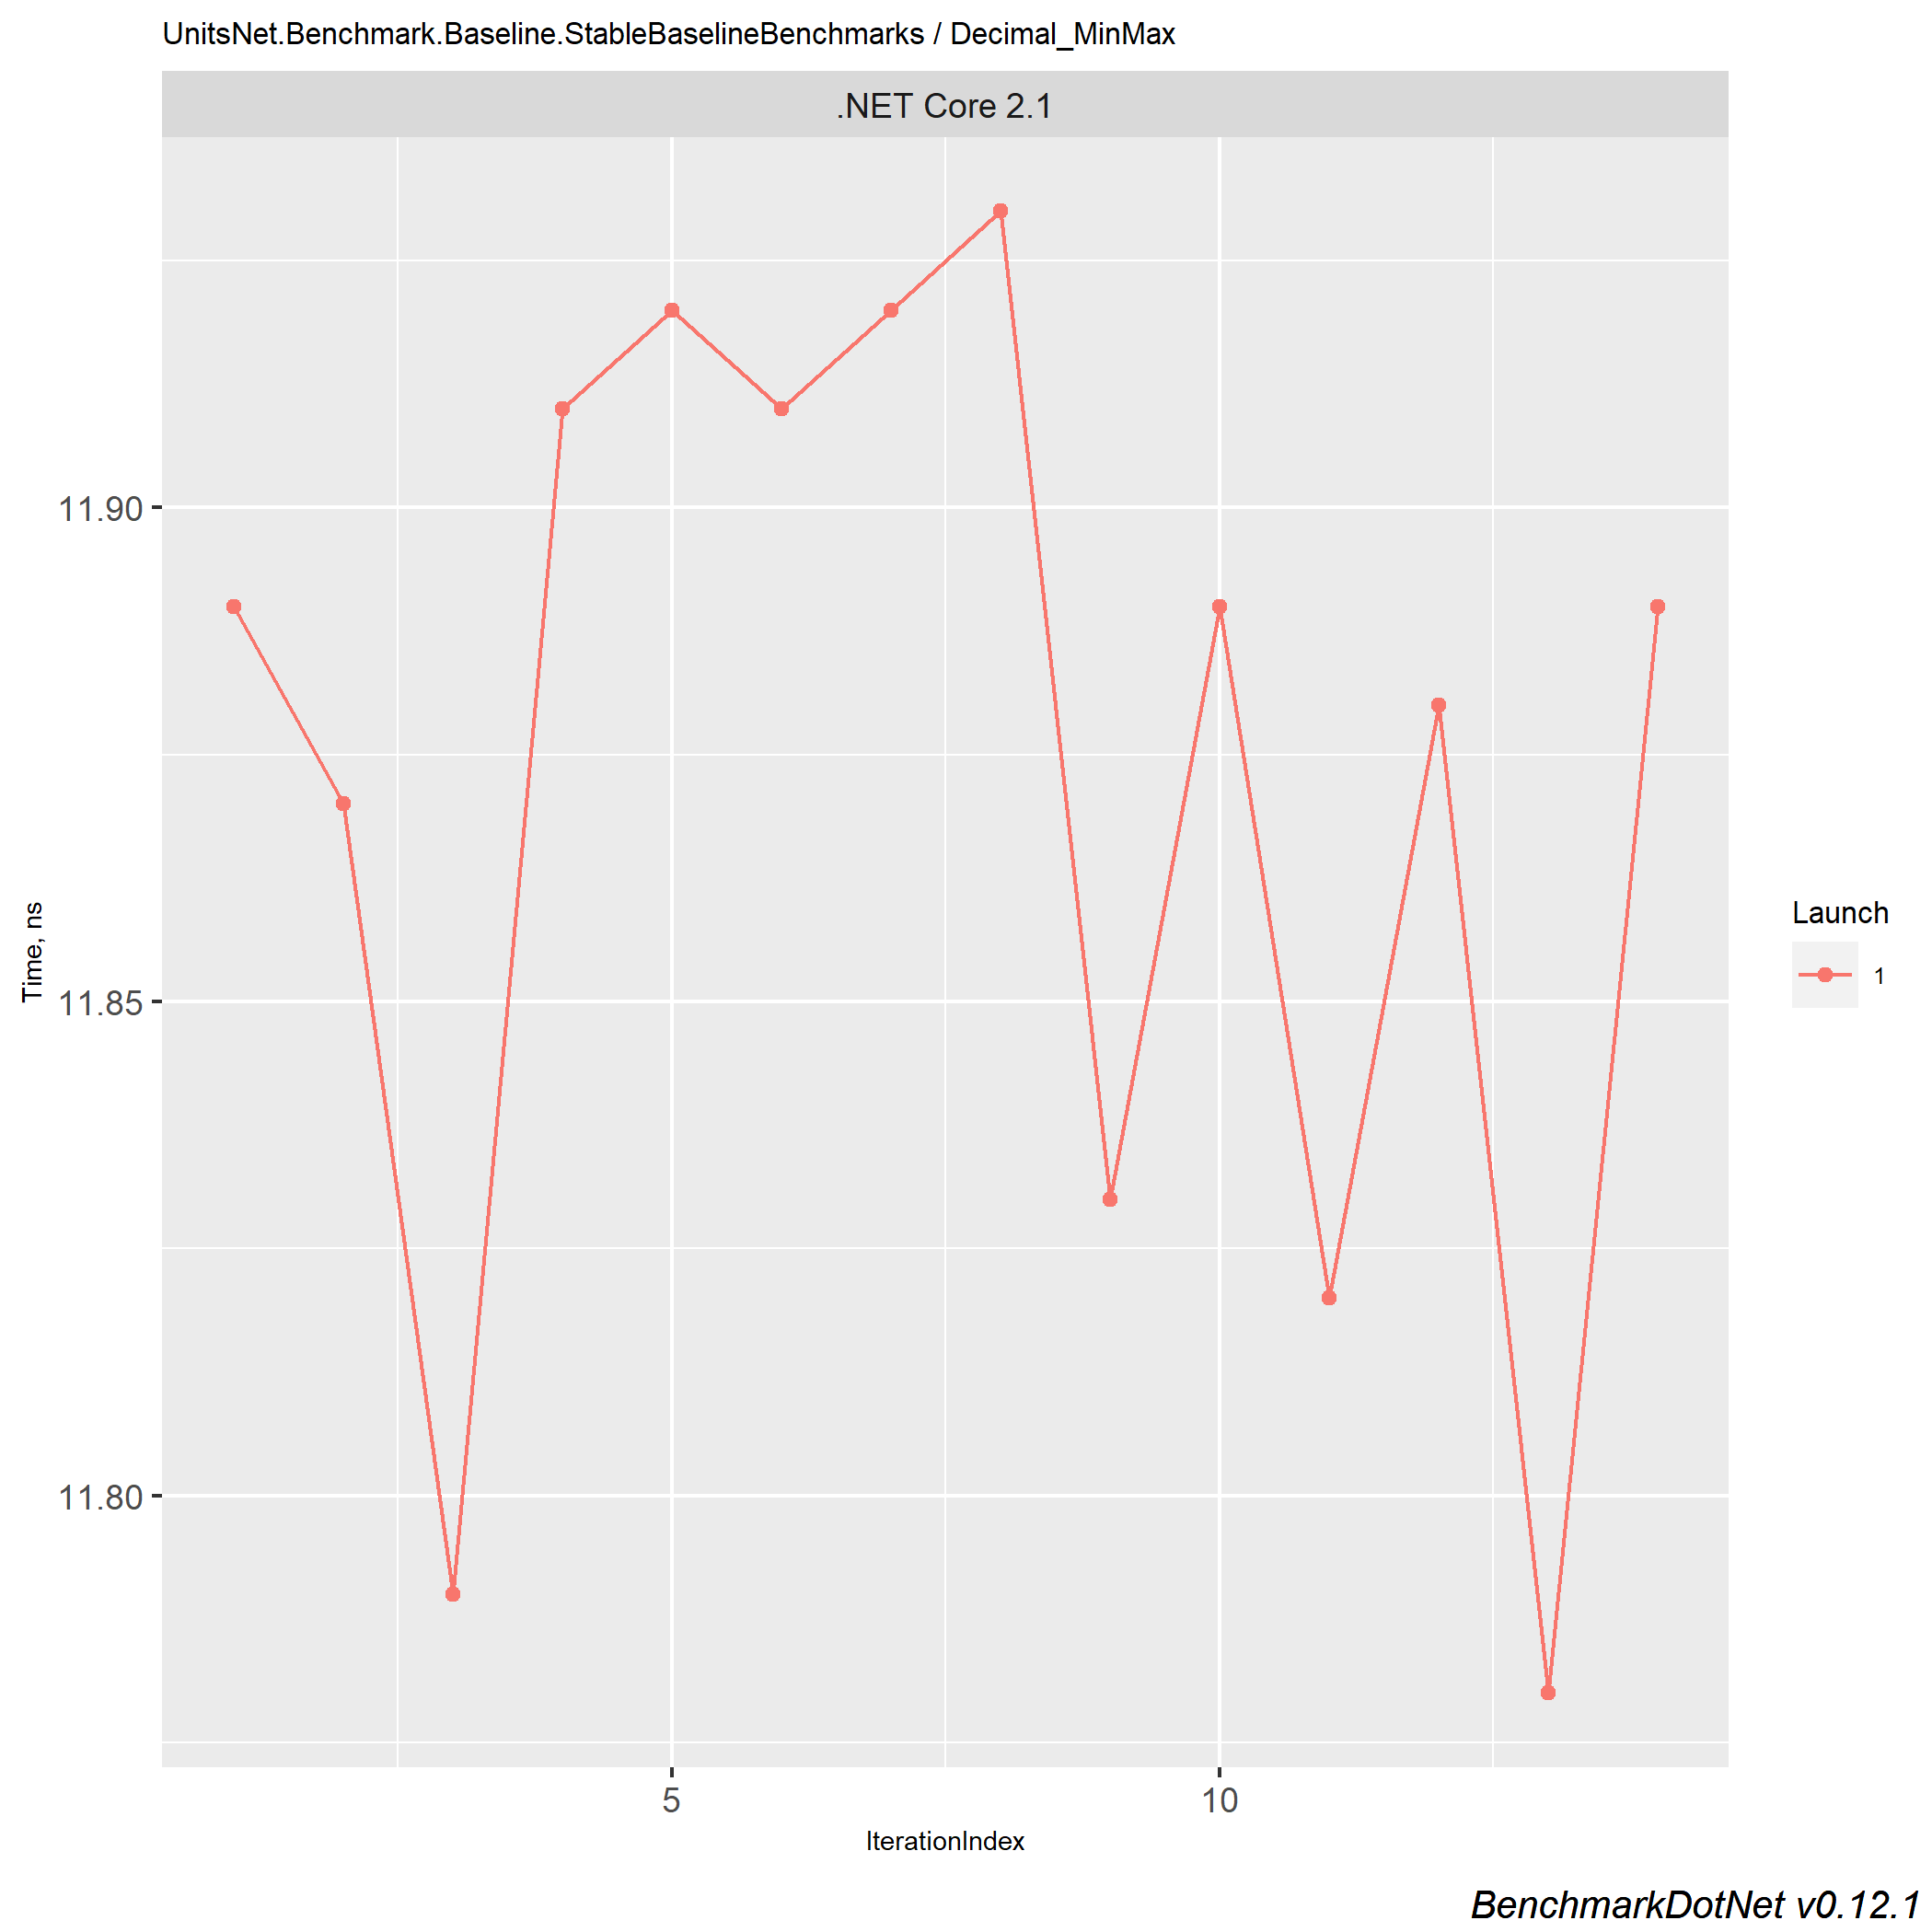 UnitsNet.Benchmark.Baseline.StableBaselineBenchmarks / Decimal_MinMax
.NET Core 2.1
11.90
11.85
11.80
Time, ns
5
10
IterationIndex
Launch
1
BenchmarkDotNet v0.12.1